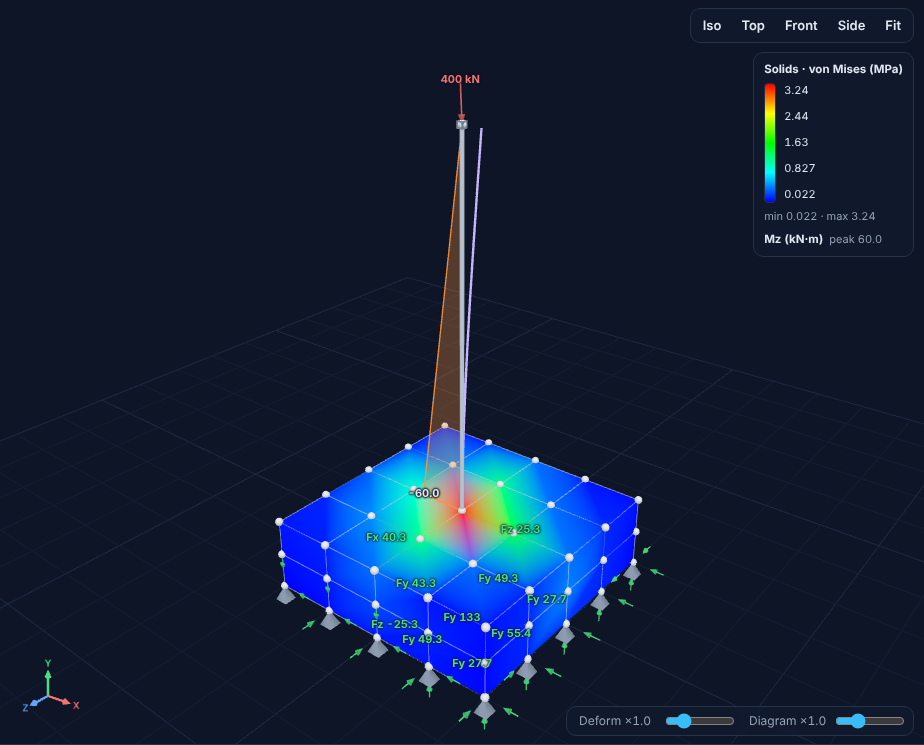 Iso Top Front Side Fit
Solids · von Mises (MPa)
3.24
2.44
1.63
0.827
0.022
min 0.022 · max 3.24
Mz (kN·m) peak 60.0
400 kN
-60.0
Fz 25.3
Fx 40.3
Fy 43.3
Fy 49.3
Fy 27.7
Fy 133
Fz -25.3
Fy 55.4
Fy 49.3
Fy 27.7
Y
Z
X
Deform ×1.0 Diagram ×1.0